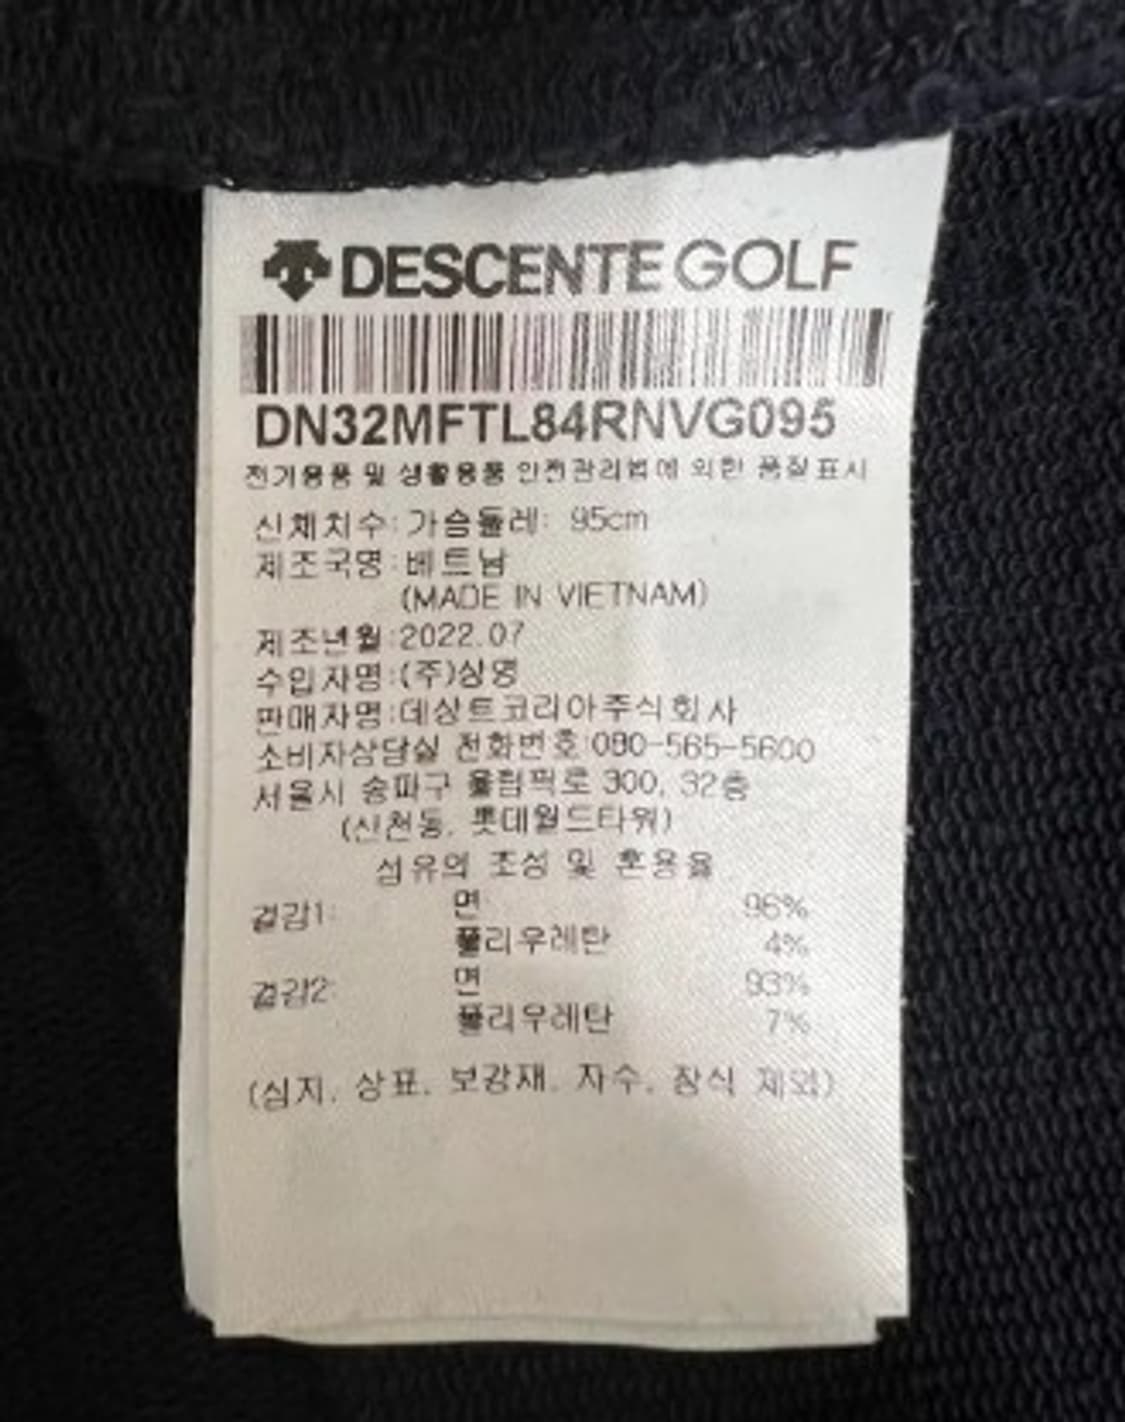 DESCENTE GOLF
DN32MFTL84RNVG095
전기용품 및 생활용품 안전관리법에 의한 품질표시
신체치수:가슴둘레: 95cm
제조국명:베트남
(MADE IN VIETNAM)
제조년월:2022.07
수입자명:(주)상영
판매자명:데상트코리아주식회사
소비자상담실 전화번호:080-565-5600
서울시 송파구 올림픽로 300, 32층
(신천동, 롯데월드타워)
섬유의 조성 및 혼용율
겉감1: 면 96%
폴리우레탄 4%
겉감2: 면 93%
폴리우레탄 7%
(심지, 상표, 보강재, 자수, 장식 제외)